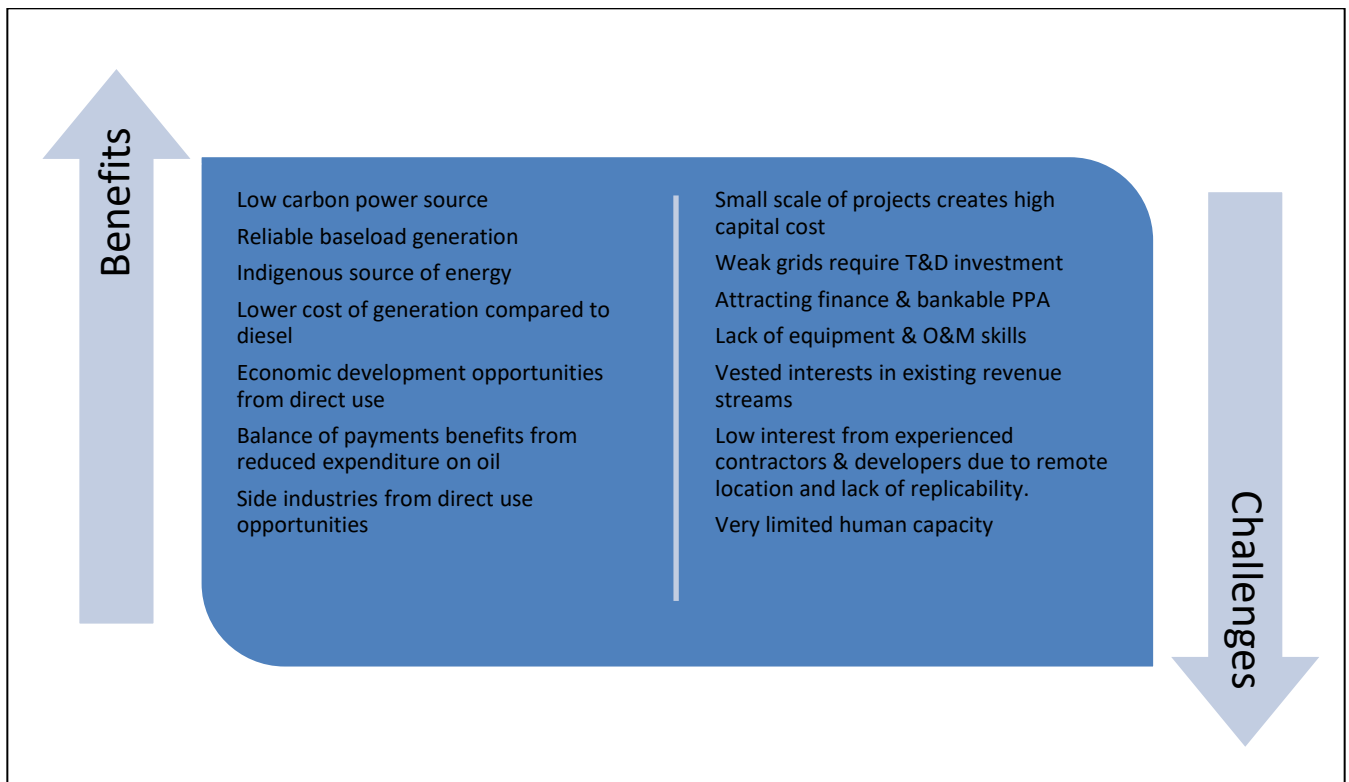 Benefits
Low carbon power source
Reliable baseload generation
Indigenous source of energy
Lower cost of generation compared to
diesel
Economic development opportunities
from direct use
Balance of payments benefits from
reduced expenditure on oil
Side industries from direct use
opportunities
Small scale of projects creates high
capital cost
Weak grids require T&D investment
Attracting finance & bankable PPA
Lack of equipment & O&M skills
Vested interests in existing revenue
streams
Low interest from experienced
contractors & developers due to remote
location and lack of replicability.
Very limited human capacity
Challenges